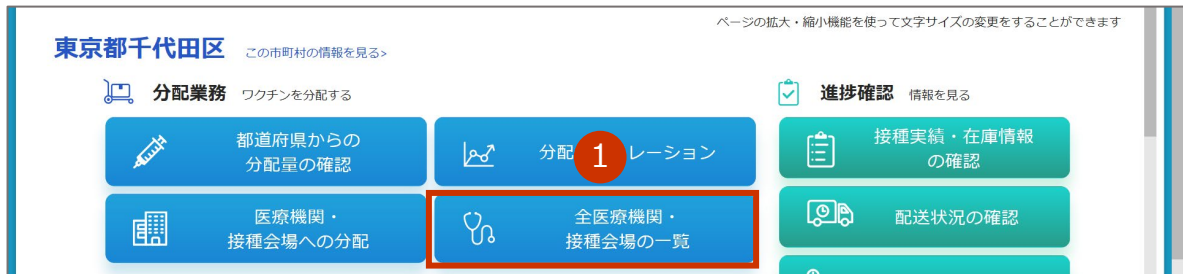 ページの拡大・縮小機能を使って文字サイズの変更をすることができます
東京都千代田区 この市町村の情報を見る>
分配業務 ワクチンを分配する
進捗確認 情報を見る
都道府県からの
分配量の確認
分配
1
レーション
接種実績・在庫情報
の確認
医療機関・
接種会場への分配
全医療機関・
接種会場の一覧
配送状況の確認